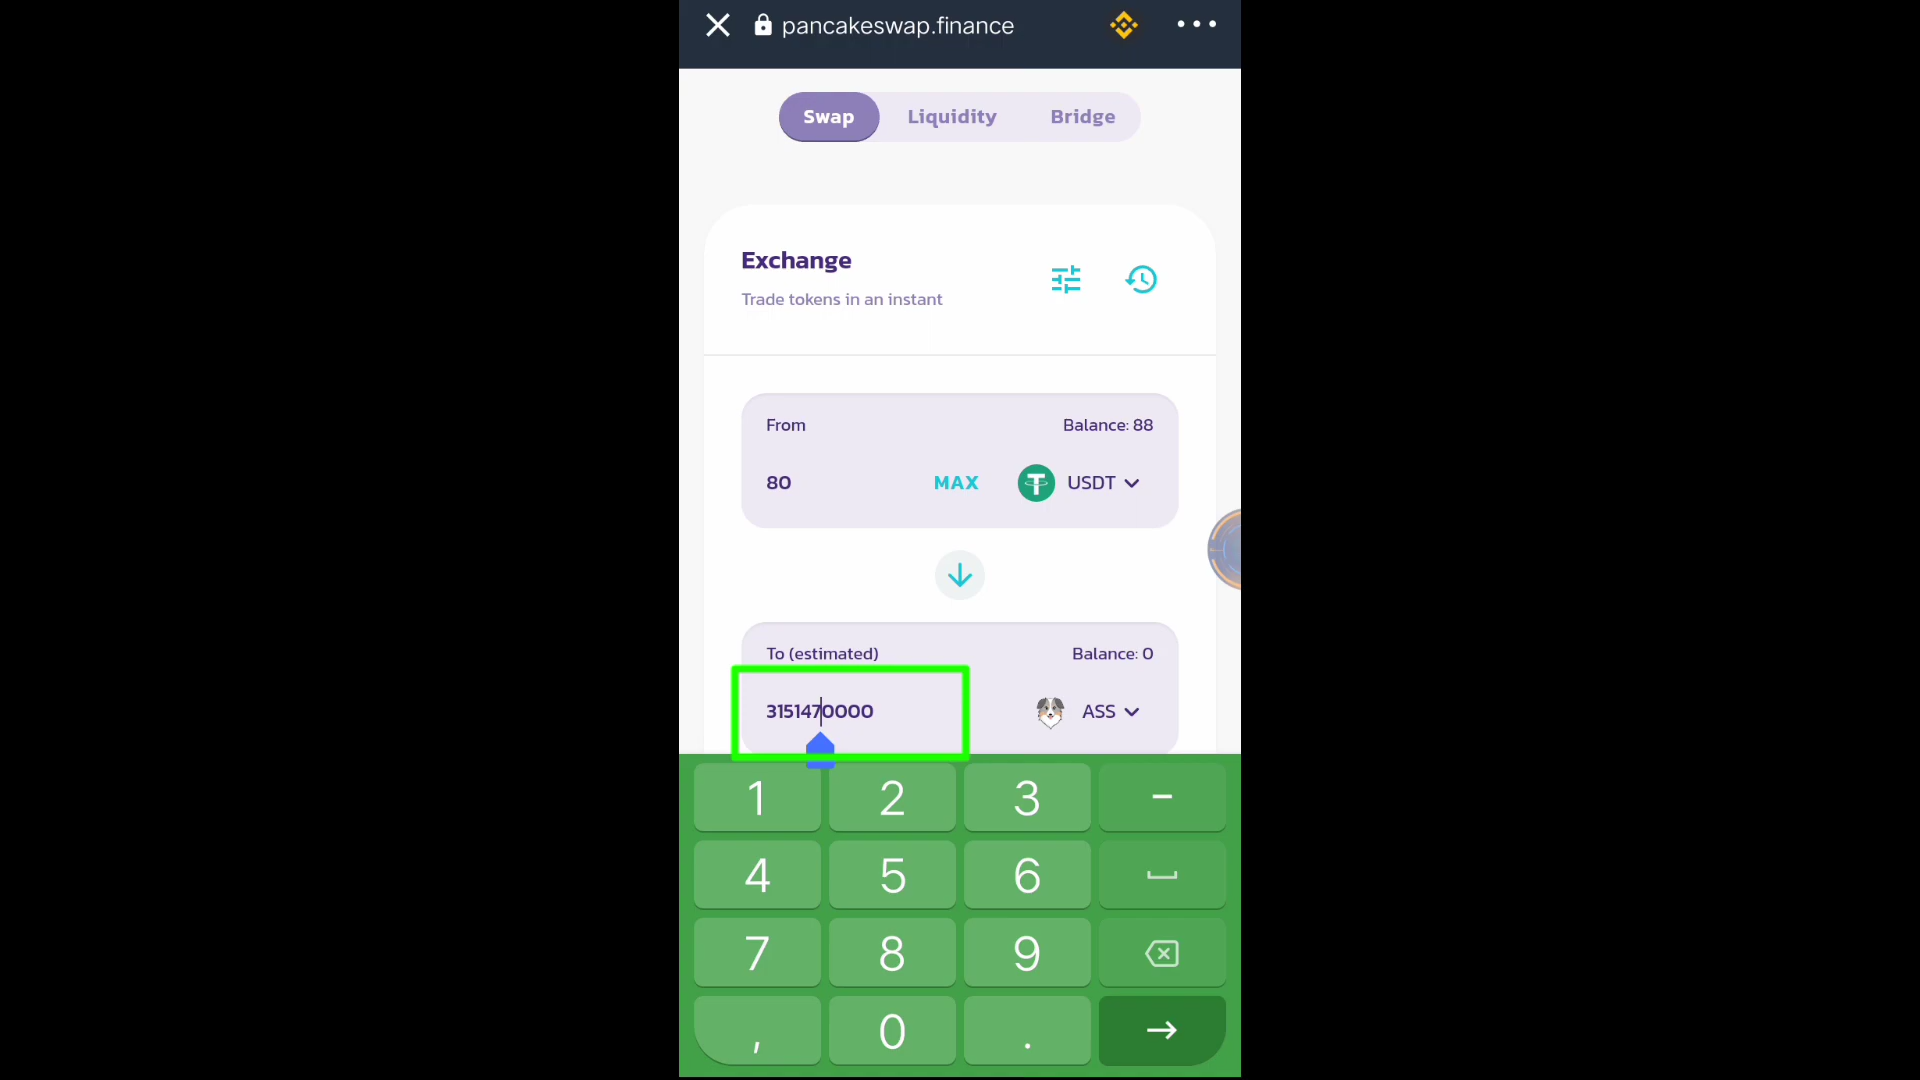 pancakeswap.finance
Swap Liquidity Bridge
Exchange
Trade tokens in an instant
From Balance: 88
80 MAX USDT
To (estimated) Balance: 0
3151470000 ASS
1 2 3 -
4 5 6
7 8 9
, 0 .